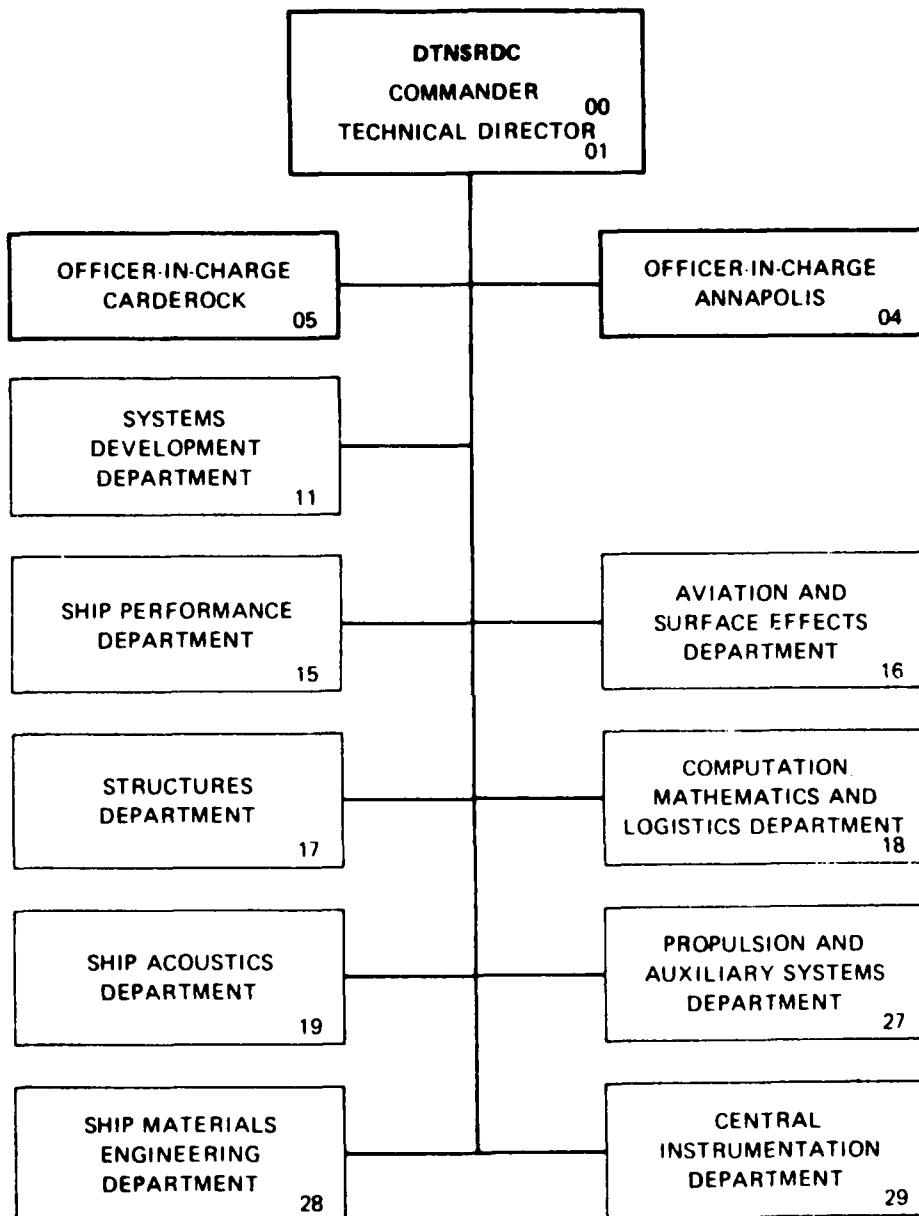 DTNSRDC
COMMANDER
00
TECHNICAL DIRECTOR
01
OFFICER-IN-CHARGE
CARDEROCK
05
OFFICER-IN-CHARGE
ANNAPOLIS
04
SYSTEMS
DEVELOPMENT
DEPARTMENT
11
SHIP PERFORMANCE
DEPARTMENT
15
AVIATION AND
SURFACE EFFECTS
DEPARTMENT
16
STRUCTURES
DEPARTMENT
17
COMPUTATION,
MATHEMATICS AND
LOGISTICS DEPARTMENT
18
SHIP ACOUSTICS
DEPARTMENT
19
PROPULSION AND
AUXILIARY SYSTEMS
DEPARTMENT
27
SHIP MATERIALS
ENGINEERING
DEPARTMENT
28
CENTRAL
INSTRUMENTATION
DEPARTMENT
29